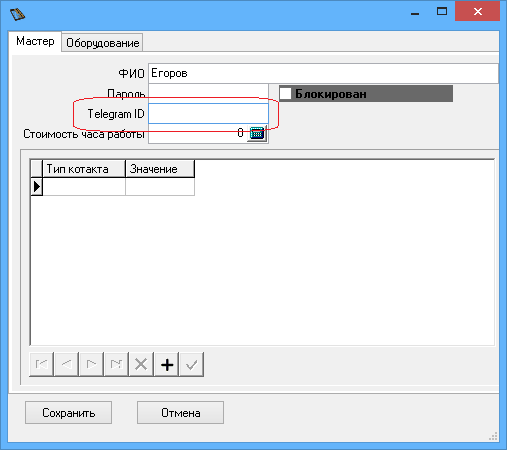 Мастер Оборудование
ФИО Егоров
Пароль Блокирован
Telegram ID
Стоимость часа работы 0
Тип котакта Значение
Сохранить Отмена